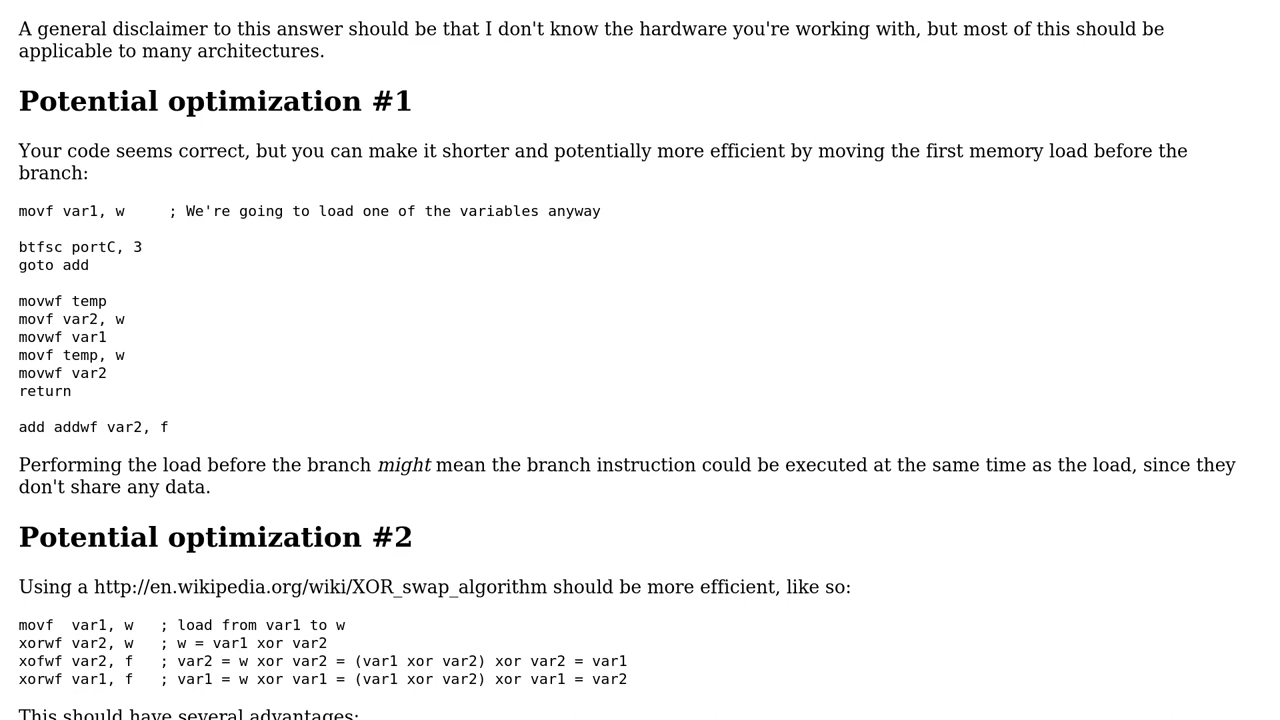 A general disclaimer to this answer should be that I don't know the hardware you're working with, but most of this should be
applicable to many architectures.
Potential optimization #1
Your code seems correct, but you can make it shorter and potentially more efficient by moving the first memory load before the
branch:
movf var1, w     ; We're going to load one of the variables anyway
btfsc portC, 3
goto add
movwf temp
movf var2, w
movwf var1
movf temp, w
movwf var2
return
add addwf var2, f
Performing the load before the branch might mean the branch instruction could be executed at the same time as the load, since they
don't share any data.
Potential optimization #2
Using a http://en.wikipedia.org/wiki/XOR_swap_algorithm should be more efficient, like so:
movf  var1, w   ; load from var1 to w
xorwf var2, w   ; w = var1 xor var2
xofwf var2, f   ; var2 = w xor var2 = (var1 xor var2) xor var2 = var1
xorwf var1, f   ; var1 = w xor var1 = (var1 xor var2) xor var1 = var2
This should have several advantages: